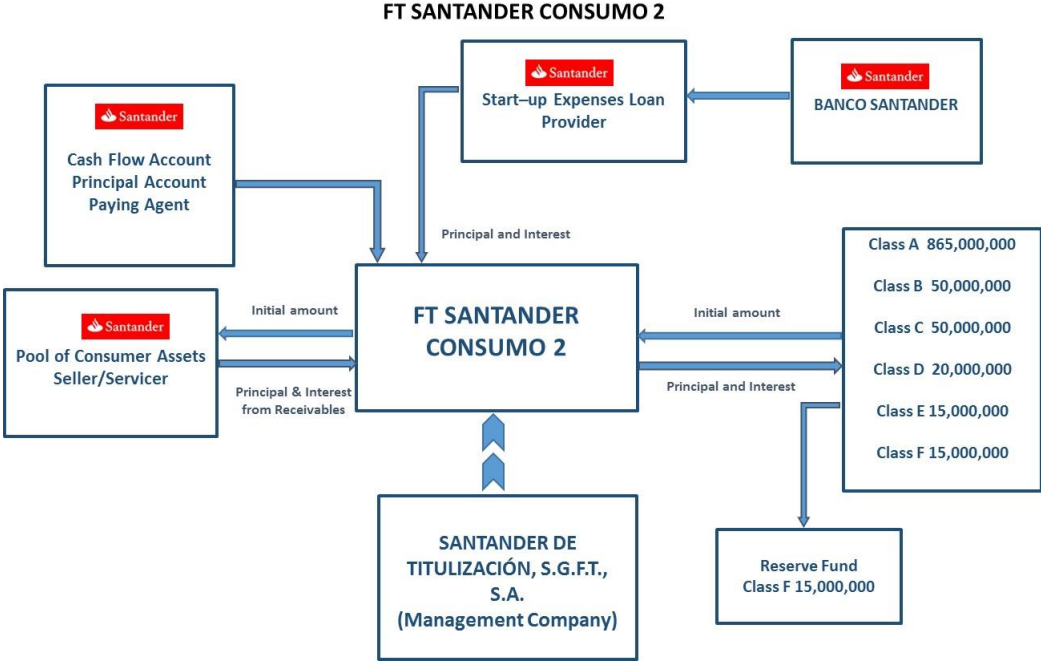 FT SANTANDER CONSUMO 2
Santander
Start–up Expenses Loan
Provider
Santander
BANCO SANTANDER
Santander
Cash Flow Account
Principal Account
Paying Agent
Principal and Interest
Class A 865,000,000
Class B 50,000,000
Class C 50,000,000
Class D 20,000,000
Class E 15,000,000
Class F 15,000,000
Santander
Pool of Consumer Assets
Seller/Servicer
Initial amount
Principal & Interest
from Receivables
FT SANTANDER
CONSUMO 2
Initial amount
Principal and Interest
SANTANDER DE
TITULIZACIÓN, S.G.F.T.,
S.A.
(Management Company)
Reserve Fund
Class F 15,000,000